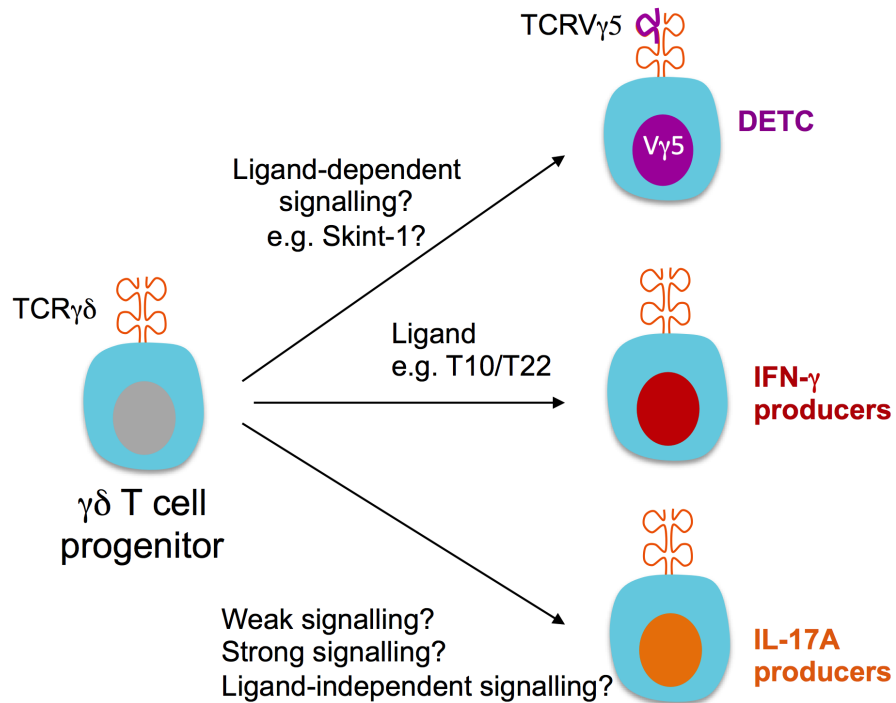 TCRVγ5
DETC
Vγ5
Ligand-dependent
signalling?
e.g. Skint-1?
TCRγδ
Ligand
e.g. T10/T22
IFN-γ
producers
γδ T cell
progenitor
Weak signalling?
Strong signalling?
Ligand-independent signalling?
IL-17A
producers